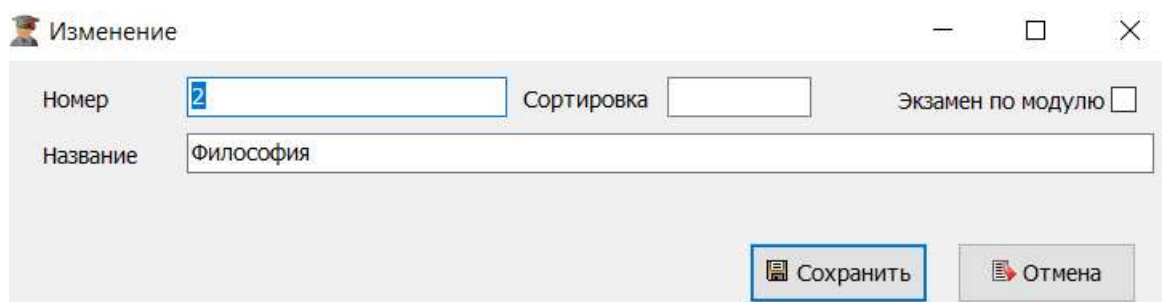 Изменение
Номер 2 Сортировка Экзамен по модулю
Название Философия
Сохранить Отмена